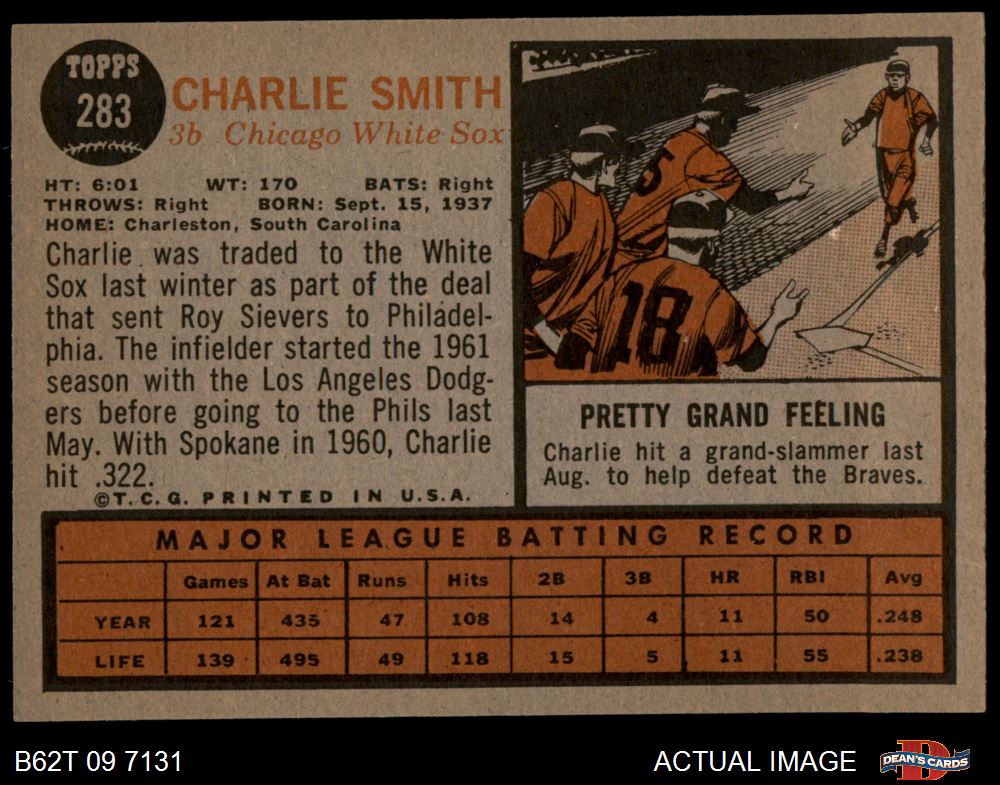 TOPPS
283
CHARLIE SMITH
3b Chicago White Sox
HT: 6:01 WT: 170 BATS: Right
THROWS: Right BORN: Sept. 15, 1937
HOME: Charleston, South Carolina
Charlie was traded to the White
Sox last winter as part of the deal
that sent Roy Sievers to Philadel-
phia. The infielder started the 1961
season with the Los Angeles Dodg-
ers before going to the Phils last
May. With Spokane in 1960, Charlie
hit .322.
©T.C.G. PRINTED IN U.S.A.
5
18
PRETTY GRAND FEELING
Charlie hit a grand-slammer last
Aug. to help defeat the Braves.
MAJOR LEAGUE BATTING RECORD
Games At Bat Runs Hits 2B 3B HR RBI Avg
YEAR 121 435 47 108 14 4 11 50 .248
LIFE 139 495 49 118 15 5 11 55 .238
B62T 09 7131
ACTUAL IMAGE
D
DEAN'S CARDS